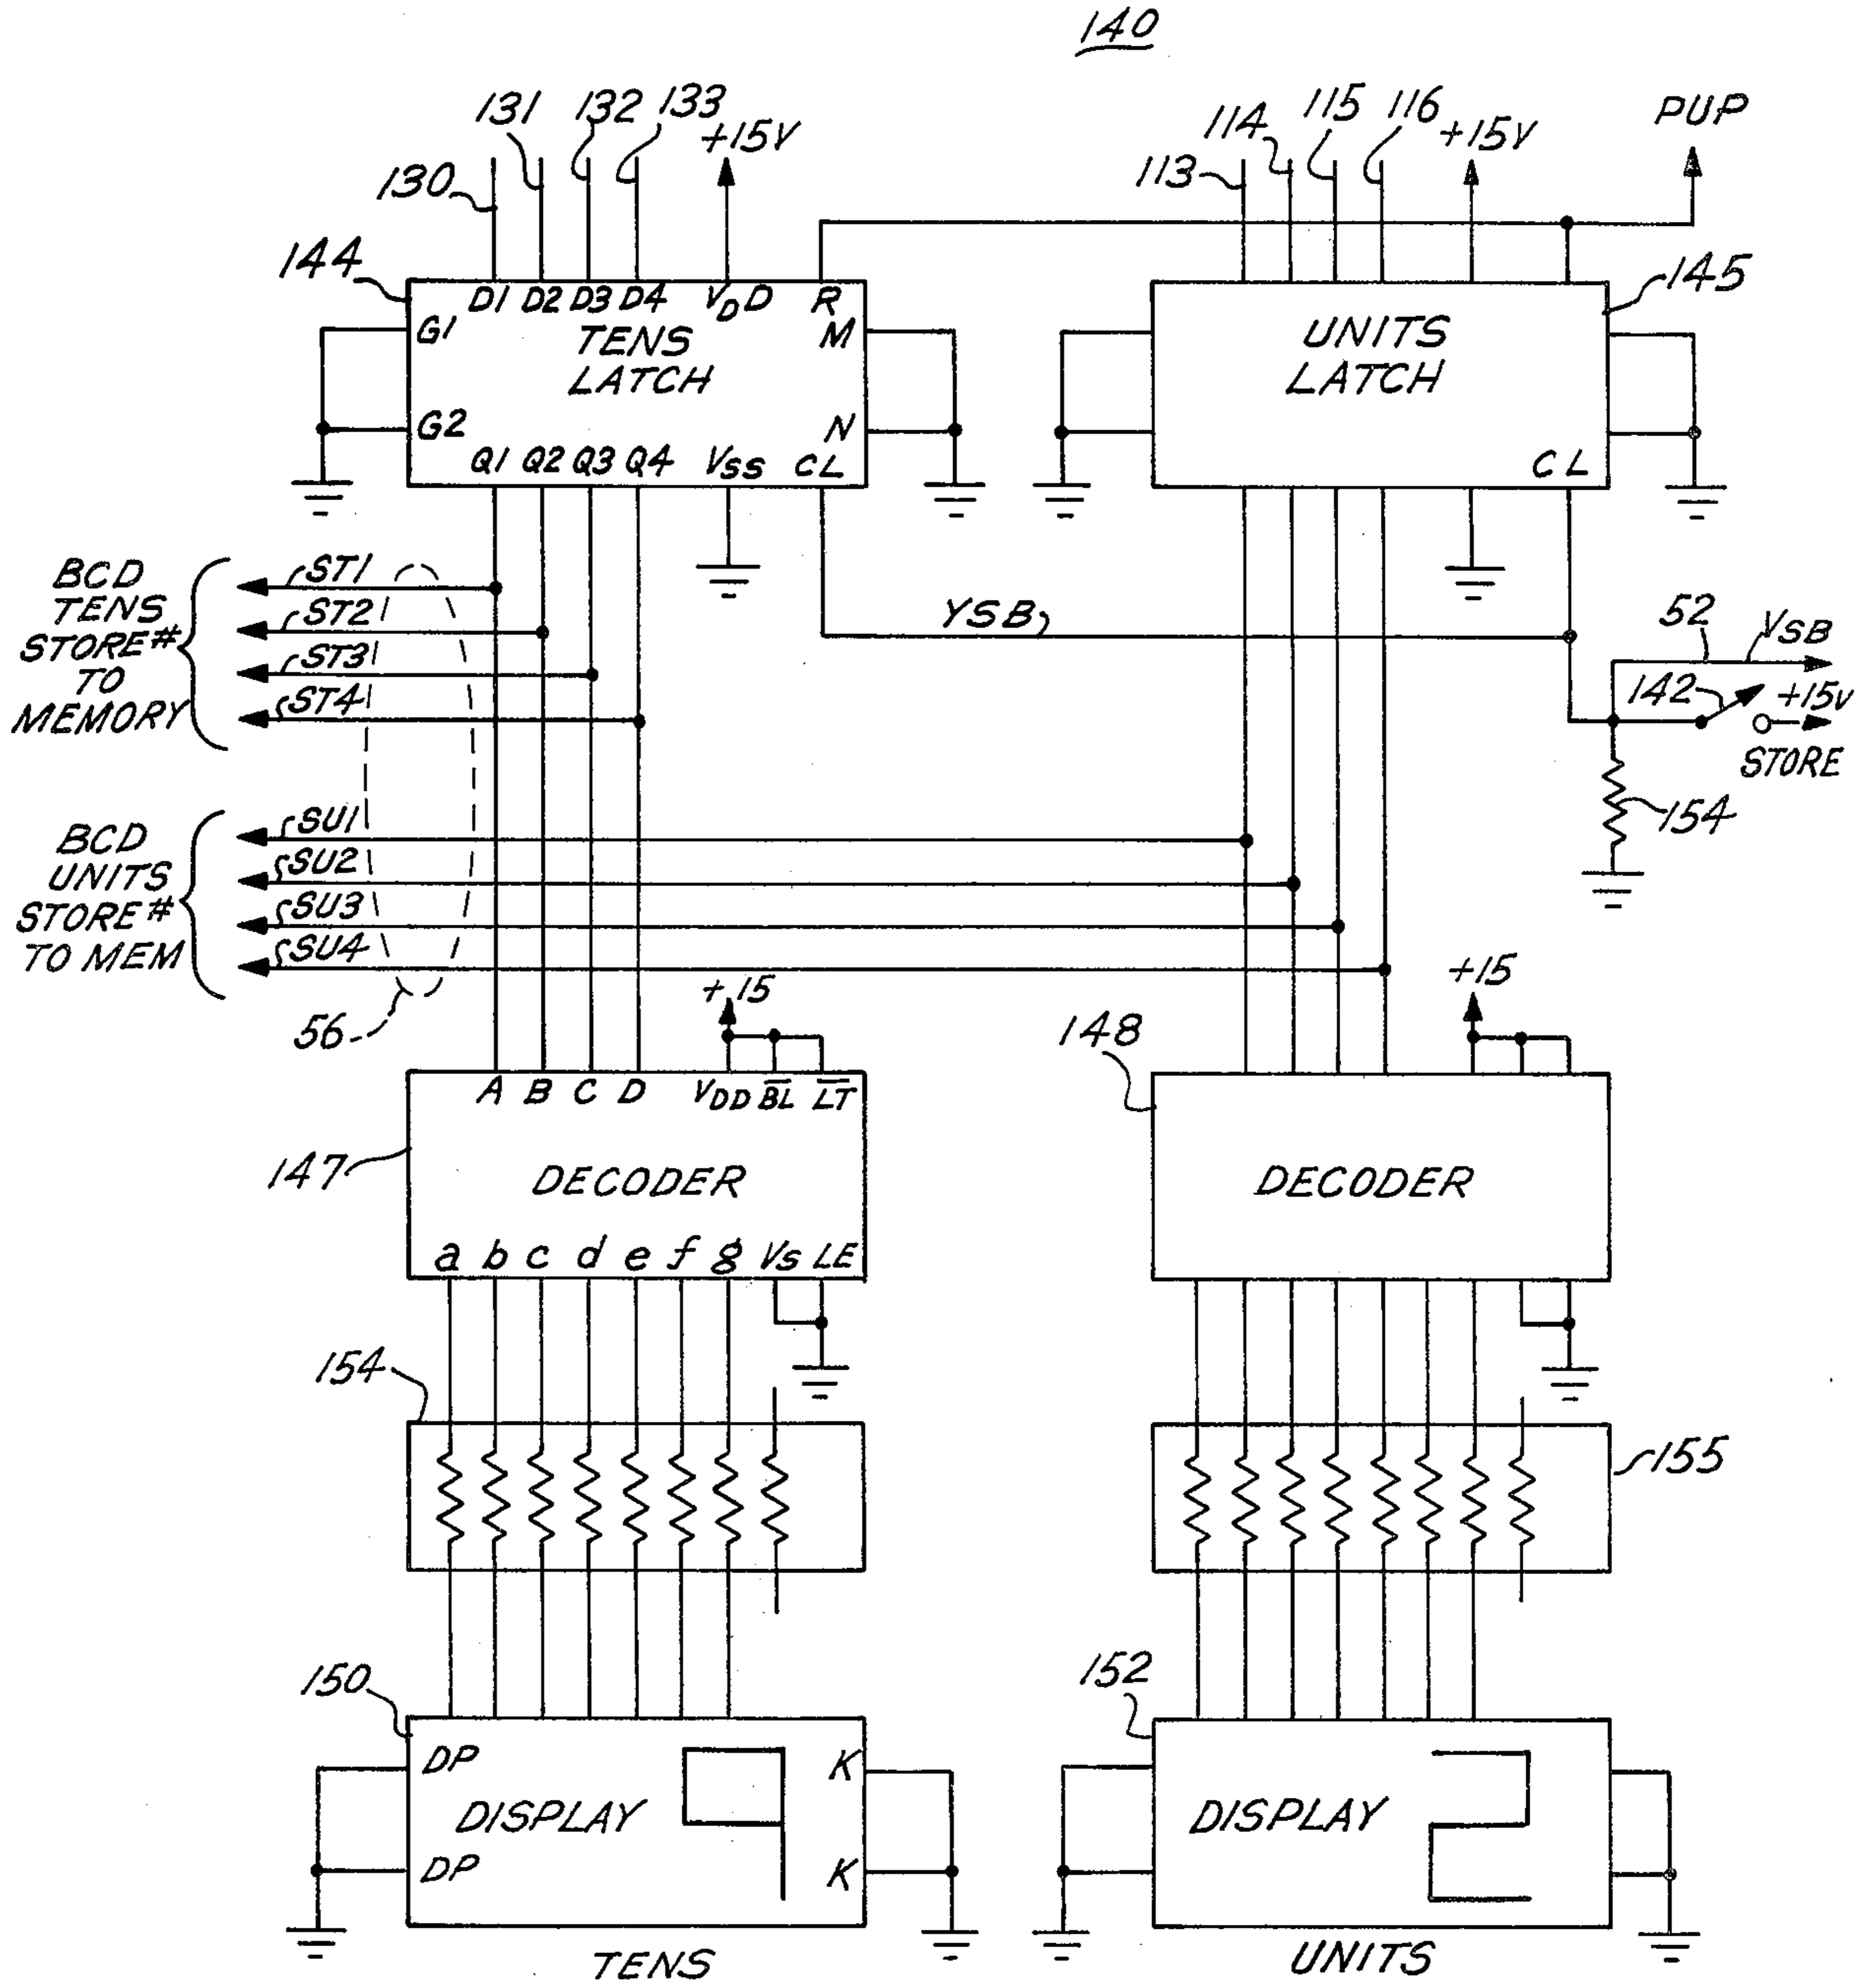 140
131 132 133 +15V
130
114 115 116 +15V PUP
113
144
D1 D2 D3 D4 VDD R
G1 TENS M
LATCH
G2 N
Q1 Q2 Q3 Q4 VSS CL
UNITS
LATCH
CL
145
BCD
TENS
STORE#
TO
MEMORY
ST1
ST2
ST3
ST4
YSB
52 VSB
142 +15V
STORE
154
BCD
UNITS
STORE#
TO MEM
SU1
SU2
SU3
SU4
56
+15
+15
148
A B C D VDD BL LT
147
DECODER
a b c d e f g Vs LE
DECODER
154
155
150
152
DP K
DISPLAY 9
DP K
TENS
DISPLAY 2
UNITS